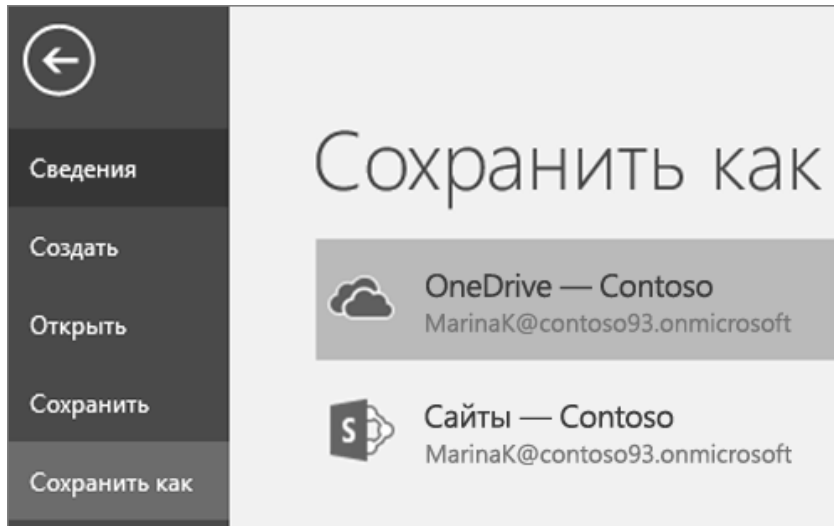 Сведения
Создать
Открыть
Сохранить
Сохранить как
Сохранить как
OneDrive — Contoso
MarinaK@contoso93.onmicrosoft
S
Сайты — Contoso
MarinaK@contoso93.onmicrosoft